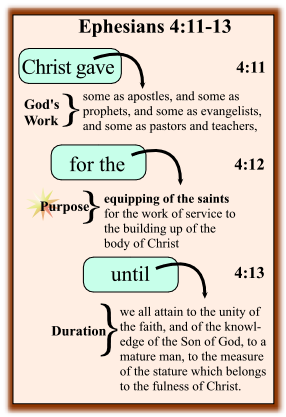 Ephesians 4:11-13
Christ gave
4:11
God's
Work
some as apostles, and some as
prophets, and some as evangelists,
and some as pastors and teachers,
for the
4:12
Purpose
equipping of the saints
for the work of service to
the building up of the
body of Christ
until
4:13
Duration
we all attain to the unity of
the faith, and of the knowl-
edge of the Son of God, to a
mature man, to the measure
of the stature which belongs
to the fulness of Christ.